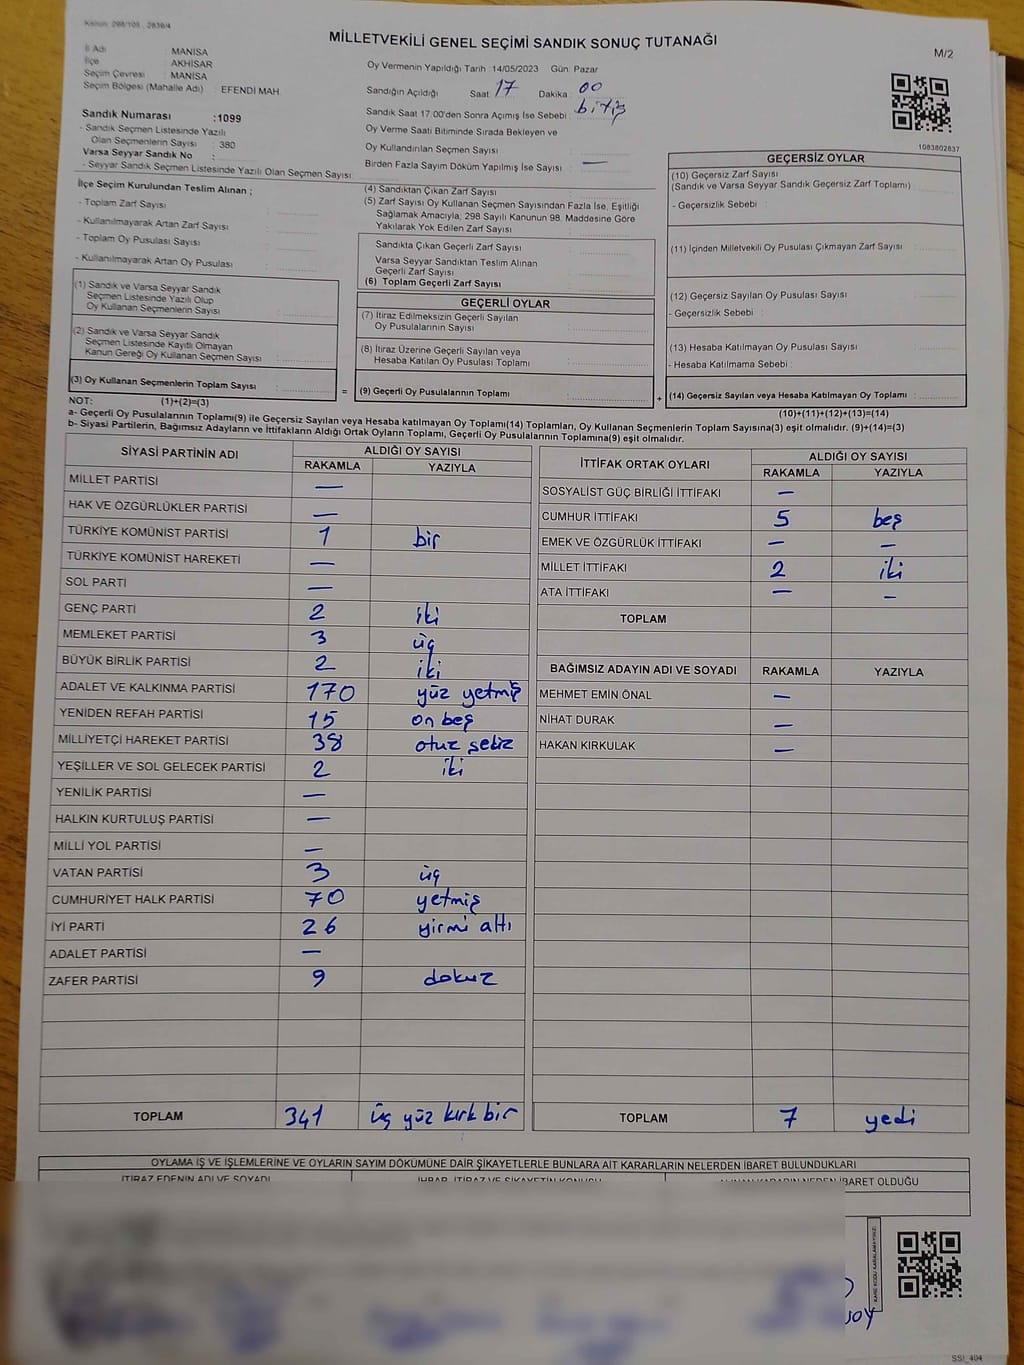 Kanun: 298/105 , 2839/4
MİLLETVEKİLİ GENEL SEÇİMİ SANDIK SONUÇ TUTANAĞI
M/2
İl Adı : MANİSA
İlçe : AKHİSAR
Seçim Çevresi : MANİSA
Seçim Bölgesi (Mahalle Adı) : EFENDİ MAH.
Oy Vermenin Yapıldığı Tarih :14/05/2023 Gün: Pazar
Sandığın Açıldığı Saat : 17 Dakika : 00
Sandık Saat 17:00'den Sonra Açımış İse Sebebi : bitiş
Oy Verme Saati Bitiminde Sırada Bekleyen ve
Oy Kullandırılan Seçmen Sayısı :
Birden Fazla Sayım Döküm Yapılmış İse Sayısı : —
Sandık Numarası :1099
- Sandık Seçmen Listesinde Yazılı
Olan Seçmenlerin Sayısı : 380
Varsa Seyyar Sandık No :
- Seyyar Sandık Seçmen Listesinde Yazılı Olan Seçmen Sayısı:
1083802837
İlçe Seçim Kurulundan Teslim Alınan ;
- Toplam Zarf Sayısı :
- Kullanılmayarak Artan Zarf Sayısı :
- Toplam Oy Pusulası Sayısı :
- Kullanılmayarak Artan Oy Pusulası :
(1) Sandık ve Varsa Seyyar Sandık
Seçmen Listesinde Yazılı Olup
Oy Kullanan Seçmenlerin Sayısı :
(2) Sandık ve Varsa Seyyar Sandık
Seçmen Listesinde Kayıtlı Olmayan
Kanun Gereği Oy Kullanan Seçmen Sayısı :
(3) Oy Kullanan Seçmenlerin Toplam Sayısı :
(1)+(2)=(3)
(4) Sandıktan Çıkan Zarf Sayısı :
(5) Zarf Sayısı Oy Kullanan Seçmen Sayısından Fazla İse, Eşitliği
Sağlamak Amacıyla, 298 Sayılı Kanunun 98. Maddesine Göre
Yakılarak Yok Edilen Zarf Sayısı :
Sandıkta Çıkan Geçerli Zarf Sayısı :
Varsa Seyyar Sandıktan Teslim Alınan
Geçerli Zarf Sayısı :
(6) Toplam Geçerli Zarf Sayısı :
GEÇERLİ OYLAR
(7) İtiraz Edilmeksizin Geçerli Sayılan
Oy Pusulalarının Sayısı :
(8) İtiraz Üzerine Geçerli Sayılan veya
Hesaba Katılan Oy Pusulası Toplamı :
= (9) Geçerli Oy Pusulalarının Toplamı :
GEÇERSİZ OYLAR
(10) Geçersiz Zarf Sayısı
(Sandık ve Varsa Seyyar Sandık Geçersiz Zarf Toplamı) :
- Geçersizlik Sebebi :
(11) İçinden Milletvekili Oy Pusulası Çıkmayan Zarf Sayısı :
(12) Geçersiz Sayılan Oy Pusulası Sayısı :
- Geçersizlik Sebebi :
(13) Hesaba Katılmayan Oy Pusulası Sayısı :
- Hesaba Katılmama Sebebi :
+ (14) Geçersiz Sayılan veya Hesaba Katılmayan Oy Toplamı :
(10)+(11)+(12)+(13)=(14)
NOT:
a- Geçerli Oy Pusulalarının Toplamı(9) ile Geçersiz Sayılan veya Hesaba katılmayan Oy Toplamı(14) Toplamları, Oy Kullanan Seçmenlerin Toplam Sayısına(3) eşit olmalıdır. (9)+(14)=(3)
b- Siyasi Partilerin, Bağımsız Adayların ve İttifakların Aldığı Ortak Oyların Toplamı, Geçerli Oy Pusulalarının Toplamına(9) eşit olmalıdır.
SİYASİ PARTİNİN ADI ALDIĞI OY SAYISI
RAKAMLA YAZIYLA
MİLLET PARTİSİ —
HAK VE ÖZGÜRLÜKLER PARTİSİ —
TÜRKİYE KOMÜNİST PARTİSİ 1 bir
TÜRKİYE KOMÜNİST HAREKETİ —
SOL PARTİ —
GENÇ PARTİ 2 iki
MEMLEKET PARTİSİ 3 üç
BÜYÜK BİRLİK PARTİSİ 2 iki
ADALET VE KALKINMA PARTİSİ 170 yüz yetmiş
YENİDEN REFAH PARTİSİ 15 on beş
MİLLİYETÇİ HAREKET PARTİSİ 38 otuz sekiz
YEŞİLLER VE SOL GELECEK PARTİSİ 2 iki
YENİLİK PARTİSİ —
HALKIN KURTULUŞ PARTİSİ —
MİLLİ YOL PARTİSİ —
VATAN PARTİSİ 3 üç
CUMHURİYET HALK PARTİSİ 70 yetmiş
İYİ PARTİ 26 yirmi altı
ADALET PARTİSİ —
ZAFER PARTİSİ 9 dokuz
TOPLAM 341 üç yüz kırk bir
İTTİFAK ORTAK OYLARI ALDIĞI OY SAYISI
RAKAMLA YAZIYLA
SOSYALİST GÜÇ BİRLİĞİ İTTİFAKI —
CUMHUR İTTİFAKI 5 beş
EMEK VE ÖZGÜRLÜK İTTİFAKI — —
MİLLET İTTİFAKI 2 iki
ATA İTTİFAKI — —
TOPLAM
BAĞIMSIZ ADAYIN ADI VE SOYADI RAKAMLA YAZIYLA
MEHMET EMİN ÖNAL —
NİHAT DURAK —
HAKAN KIRKULAK —
TOPLAM 7 yedi
OYLAMA İŞ VE İŞLEMLERİNE VE OYLARIN SAYIM DÖKÜMÜNE DAİR ŞİKAYETLERLE BUNLARA AİT KARARLARIN NELERDEN İBARET BULUNDUKLARI
İTİRAZ EDENİN ADI VE SOYADI İHBAR, İTİRAZ VE ŞİKAYETİN KONUSU ALINAN KARARIN NEDEN İBARET OLDUĞU
KARE KODU KARALAMAYINIZ!
SSİ_404